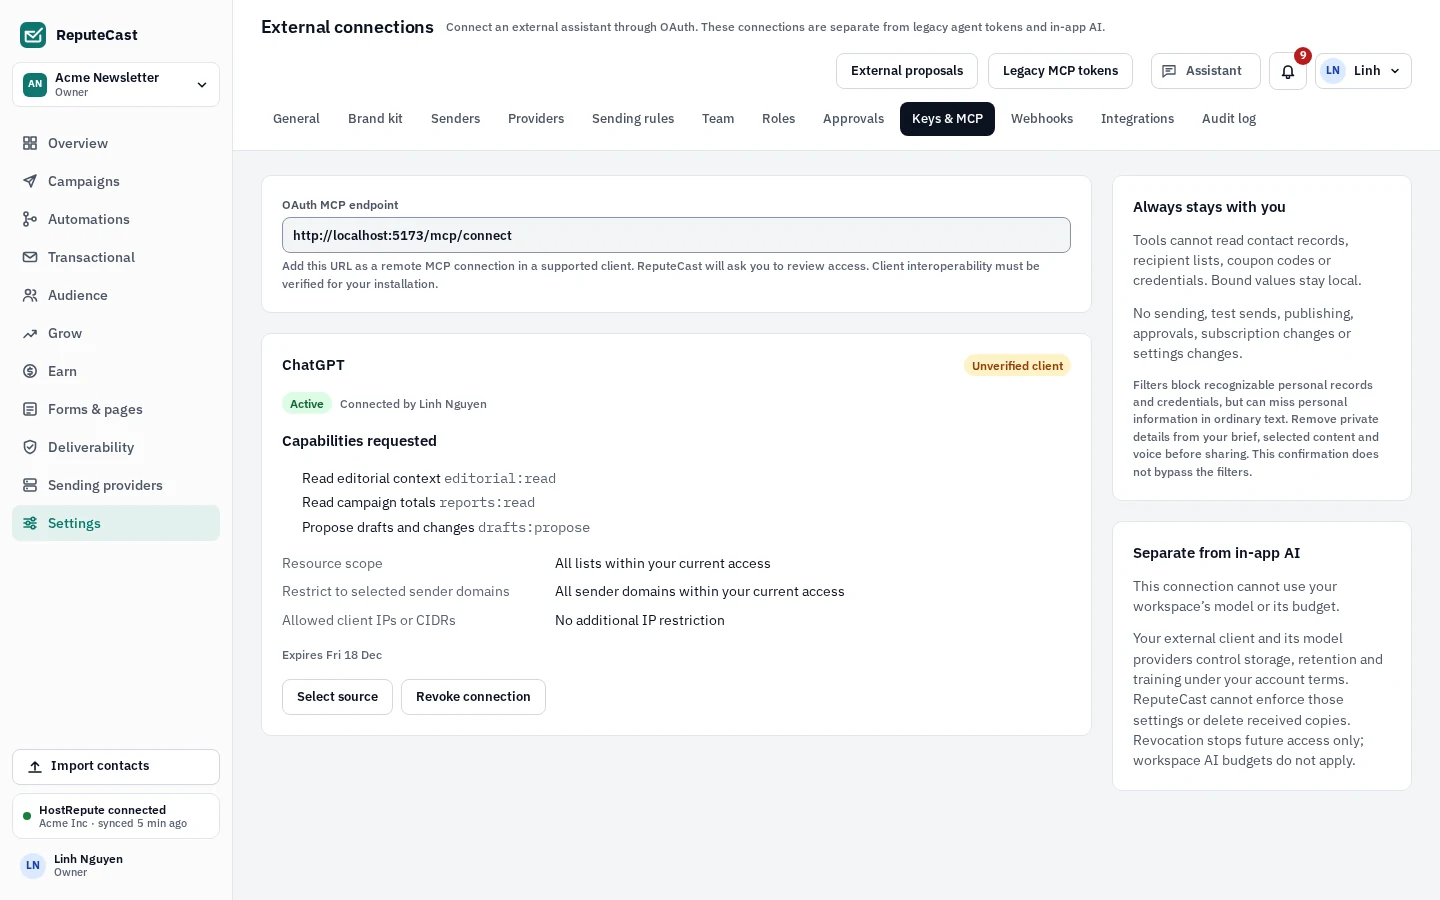 ReputeCast
AN
Acme Newsletter
Owner
Overview
Campaigns
Automations
Transactional
Audience
Grow
Earn
Forms & pages
Deliverability
Sending providers
Settings
Import contacts
HostRepute connected
Acme Inc · synced 5 min ago
LN
Linh Nguyen
Owner
External connections
Connect an external assistant through OAuth. These connections are separate from legacy agent tokens and in-app AI.
External proposals
Legacy MCP tokens
Assistant
9
LN
Linh
General
Brand kit
Senders
Providers
Sending rules
Team
Roles
Approvals
Keys & MCP
Webhooks
Integrations
Audit log
OAuth MCP endpoint
http://localhost:5173/mcp/connect
Add this URL as a remote MCP connection in a supported client. ReputeCast will ask you to review access. Client interoperability must be
verified for your installation.
ChatGPT
Unverified client
Active
Connected by Linh Nguyen
Capabilities requested
Read editorial context editorial:read
Read campaign totals reports:read
Propose drafts and changes drafts:propose
Resource scope
All lists within your current access
Restrict to selected sender domains
All sender domains within your current access
Allowed client IPs or CIDRs
No additional IP restriction
Expires Fri 18 Dec
Select source
Revoke connection
Always stays with you
Tools cannot read contact records,
recipient lists, coupon codes or
credentials. Bound values stay local.
No sending, test sends, publishing,
approvals, subscription changes or
settings changes.
Filters block recognizable personal records
and credentials, but can miss personal
information in ordinary text. Remove private
details from your brief, selected content and
voice before sharing. This confirmation does
not bypass the filters.
Separate from in-app AI
This connection cannot use your
workspace's model or its budget.
Your external client and its model
providers control storage, retention and
training under your account terms.
ReputeCast cannot enforce those
settings or delete received copies.
Revocation stops future access only;
workspace AI budgets do not apply.